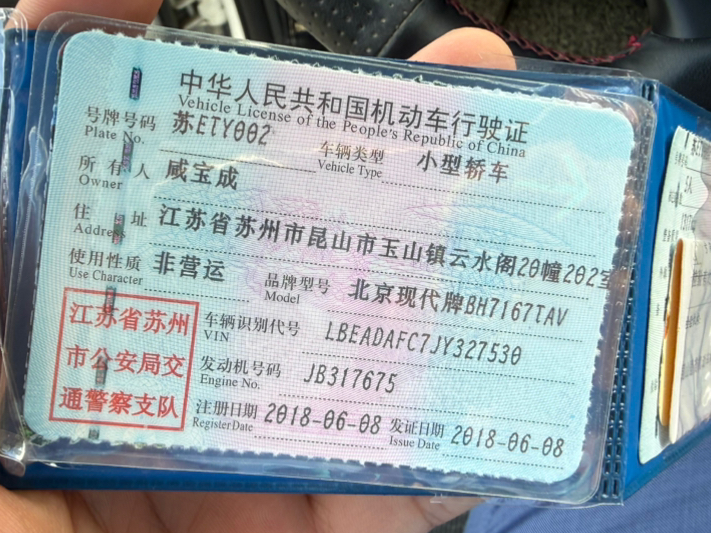 中华人民共和国机动车行驶证
Vehicle License of the People's Republic of China
号牌号码 苏ETY002 车辆类型 小型轿车
Plate No. Vehicle Type
所有人 咸宝成
Owner
住址 江苏省苏州市昆山市玉山镇云水阁20幢202室
Address
使用性质 非营运 品牌型号 北京现代牌BH7167TAV
Use Character Model
江苏省苏州
市公安局交
通警察支队
车辆识别代号 LBEADAFC7JY327530
VIN
发动机号码 JB317675
Engine No.
注册日期 2018-06-08 发证日期 2018-06-08
Register Date Issue Date